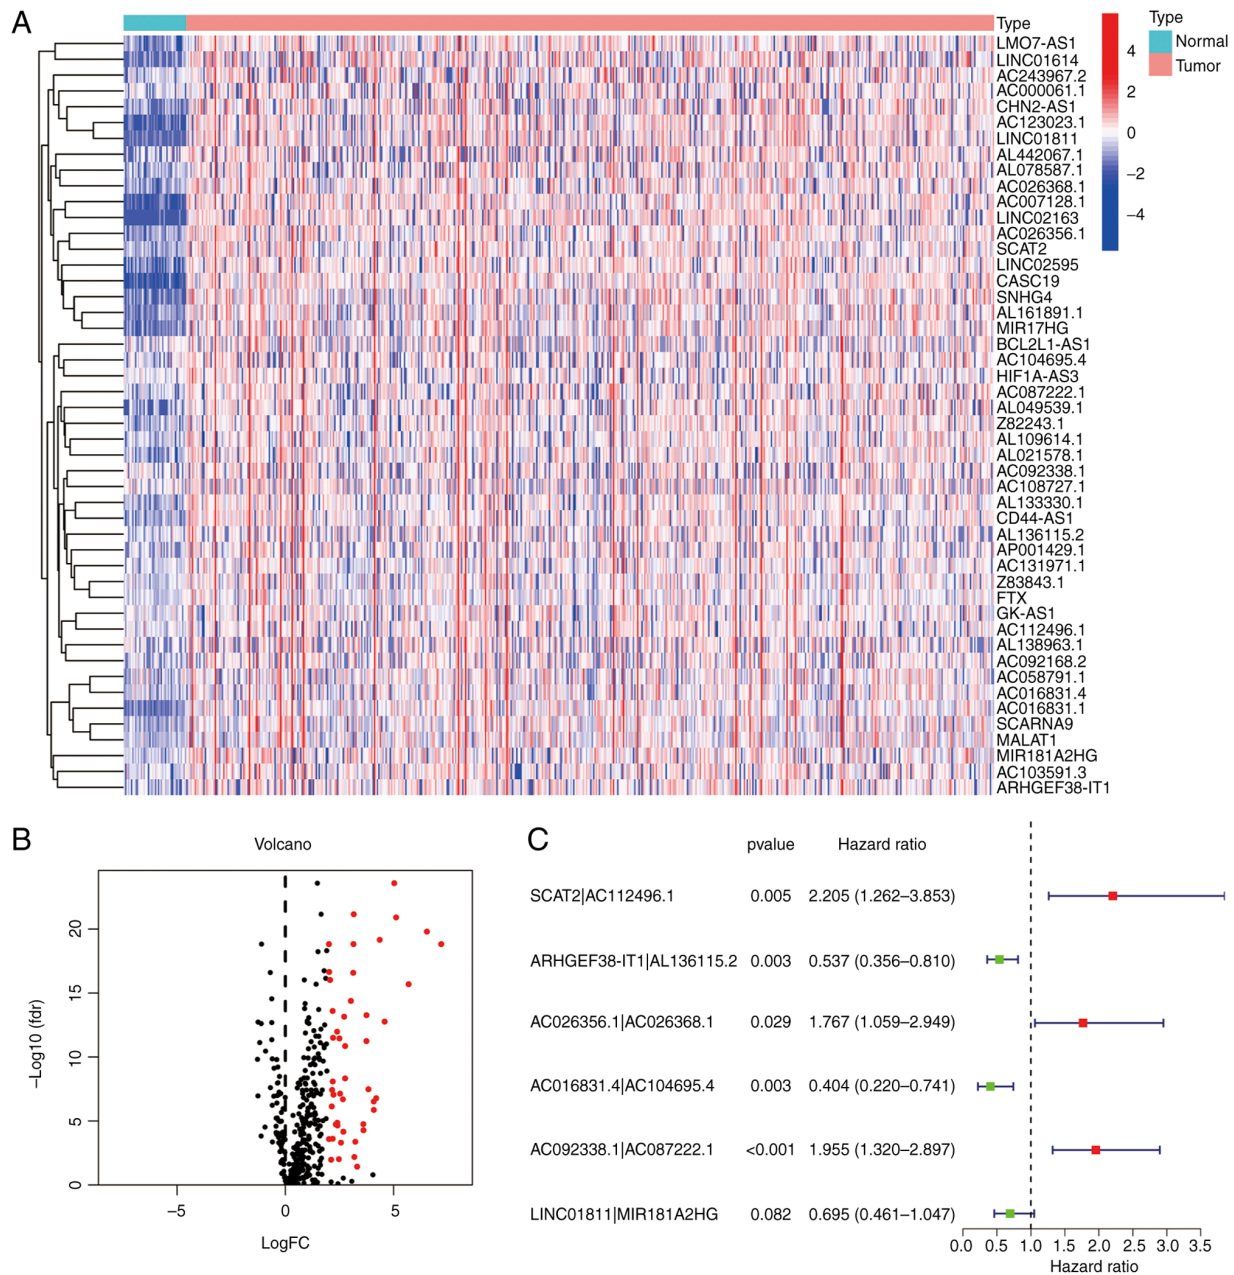 A
Type
LMO7-AS1
LINC01614
AC243967.2
AC000061.1
CHN2-AS1
AC123023.1
LINC01811
AL442067.1
AL078587.1
AC026368.1
AC007128.1
LINC02163
AC026356.1
SCAT2
LINC02595
CASC19
SNHG4
AL161891.1
MIR17HG
BCL2L1-AS1
AC104695.4
HIF1A-AS3
AC087222.1
AL049539.1
Z82243.1
AL109614.1
AL021578.1
AC092338.1
AC108727.1
AL133330.1
CD44-AS1
AL136115.2
AP001429.1
AC131971.1
Z83843.1
FTX
GK-AS1
AC112496.1
AL138963.1
AC092168.2
AC058791.1
AC016831.4
AC016831.1
SCARNA9
MALAT1
MIR181A2HG
AC103591.3
ARHGEF38-IT1
4
2
0
−2
−4
Type
Normal
Tumor
B
Volcano
−Log10 (fdr)
20
15
10
5
0
−5 0 5
LogFC
C
pvalue Hazard ratio
SCAT2|AC112496.1 0.005 2.205 (1.262–3.853)
ARHGEF38-IT1|AL136115.2 0.003 0.537 (0.356–0.810)
AC026356.1|AC026368.1 0.029 1.767 (1.059–2.949)
AC016831.4|AC104695.4 0.003 0.404 (0.220–0.741)
AC092338.1|AC087222.1 <0.001 1.955 (1.320–2.897)
LINC01811|MIR181A2HG 0.082 0.695 (0.461–1.047)
0.0 0.5 1.0 1.5 2.0 2.5 3.0 3.5
Hazard ratio